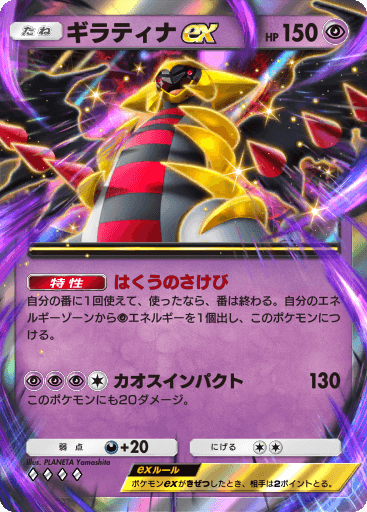 たね ギラティナex HP 150
特性 はくうのさけび
自分の番に1回使えて、使ったなら、番は終わる。自分のエネ
ルギーゾーンから エネルギーを1個出し、このポケモンにつ
ける。
カオスインパクト 130
このポケモンにも20ダメージ。
弱点 +20 にげる
Illus. PLANETA Yamashita
exルール
ポケモンexがきぜつしたとき、相手は2ポイントとる。